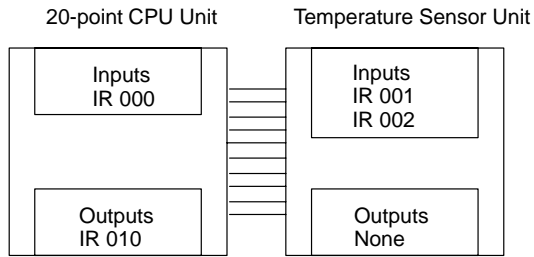 20-point CPU Unit
Temperature Sensor Unit
Inputs
IR 000
Inputs
IR 001
IR 002
Outputs
IR 010
Outputs
None